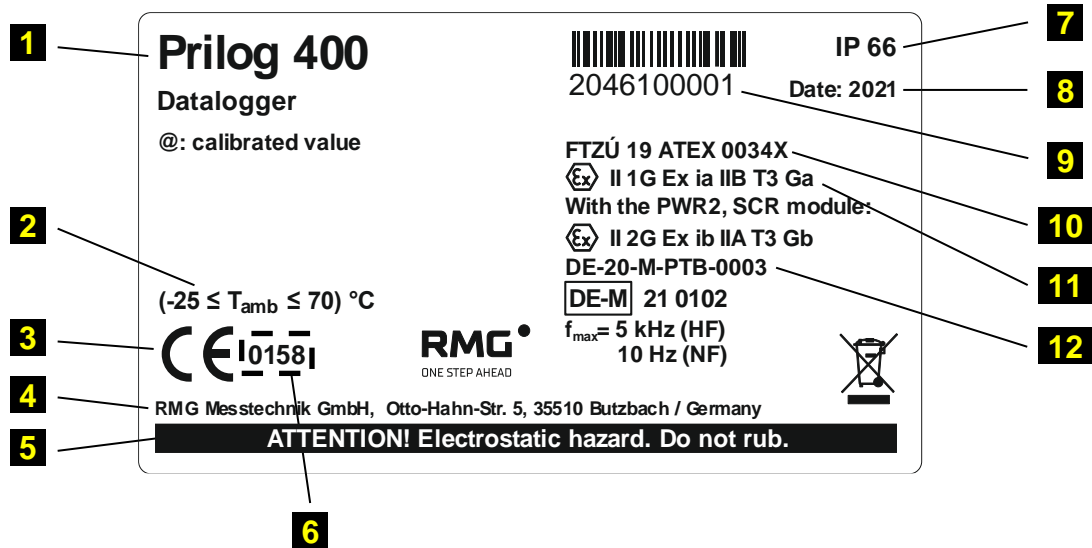 1
Prilog 400
2046100001
IP 66
7
Datalogger
Date: 2021
8
@: calibrated value
FTZÚ 19 ATEX 0034X
9
Ex II 1G Ex ia IIB T3 Ga
With the PWR2, SCR module:
10
2
Ex II 2G Ex ib IIA T3 Gb
DE-20-M-PTB-0003
11
(-25 ≤ Tamb ≤ 70) °C
DE-M 21 0102
3
CE 0158
RMG
ONE STEP AHEAD
fmax= 5 kHz (HF)
10 Hz (NF)
12
4
RMG Messtechnik GmbH, Otto-Hahn-Str. 5, 35510 Butzbach / Germany
5
ATTENTION! Electrostatic hazard. Do not rub.
6